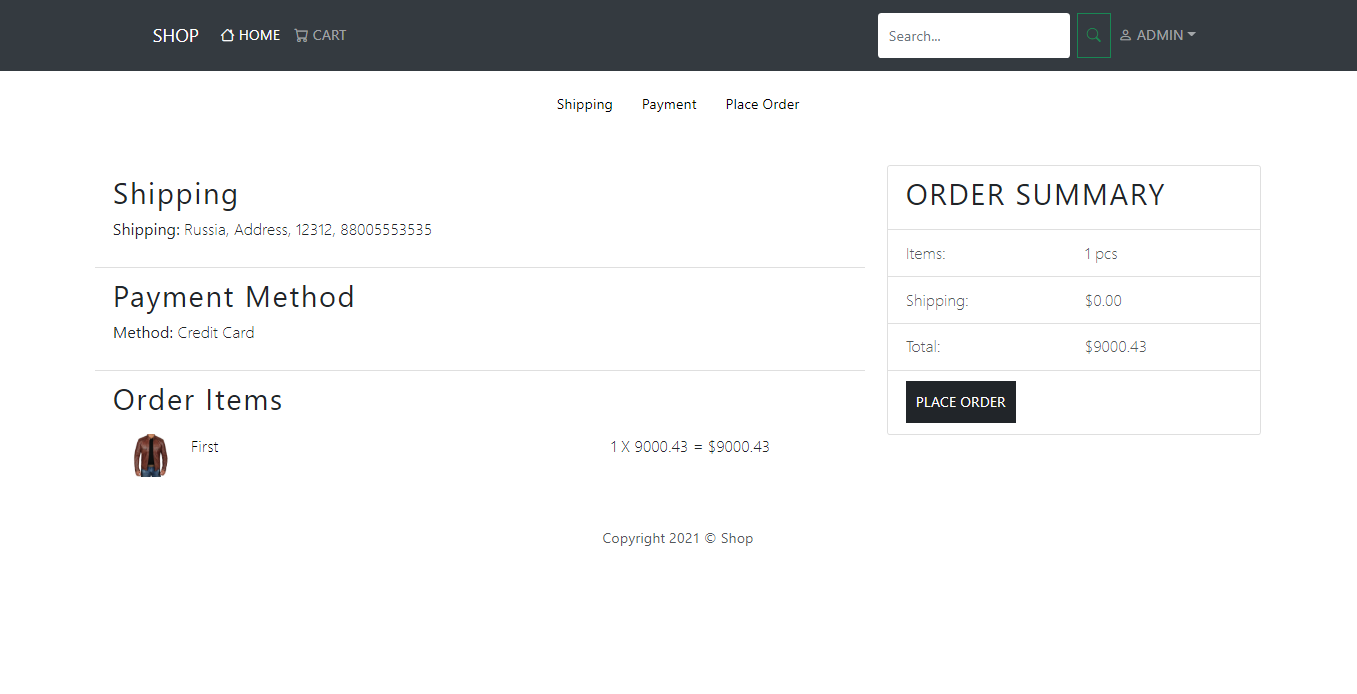 SHOP HOME CART Search... ADMIN
Shipping Payment Place Order
Shipping
Shipping: Russia, Address, 12312, 88005553535
Payment Method
Method: Credit Card
Order Items
First 1 X 9000.43 = $9000.43
ORDER SUMMARY
Items: 1 pcs
Shipping: $0.00
Total: $9000.43
PLACE ORDER
Copyright 2021 © Shop